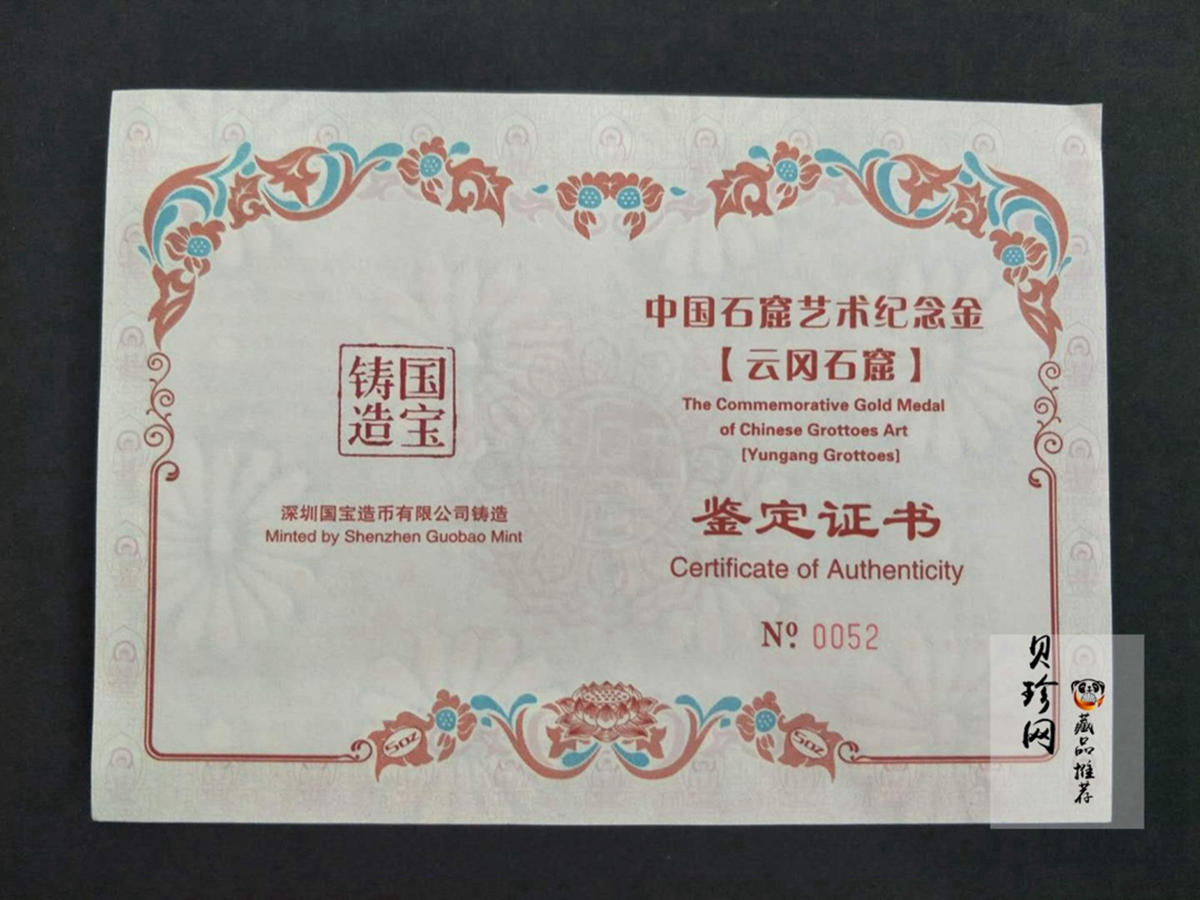 国宝
铸造
深圳国宝造币有限公司铸造
Minted by Shenzhen Guobao Mint
中国石窟艺术纪念金
【云冈石窟】
The Commemorative Gold Medal
of Chinese Grottoes Art
[Yungang Grottoes]
鉴定证书
Certificate of Authenticity
Nº 0052
5OZ
5OZ
贝珍网
藏品推荐